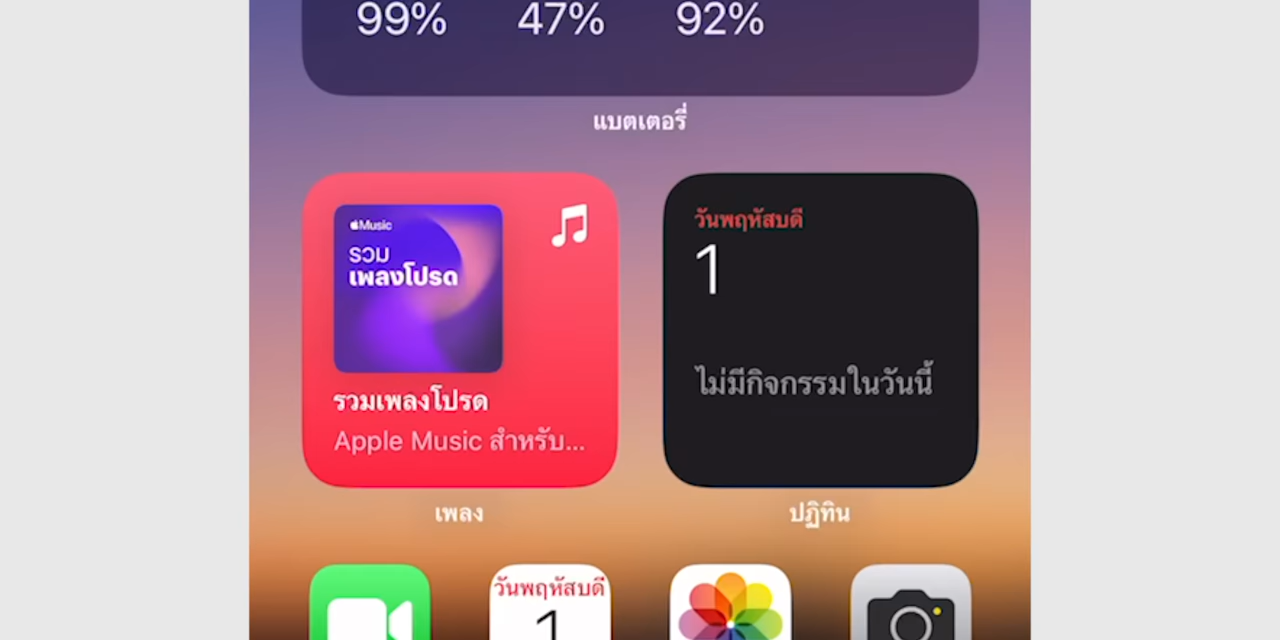 99% 47% 92%
แบตเตอรี่
Music
รวม
เพลงโปรด
รวมเพลงโปรด
Apple Music สำหรับ...
เพลง
วันพฤหัสบดี
1
ไม่มีกิจกรรมในวันนี้
ปฏิทิน
วันพฤหัสบดี
1